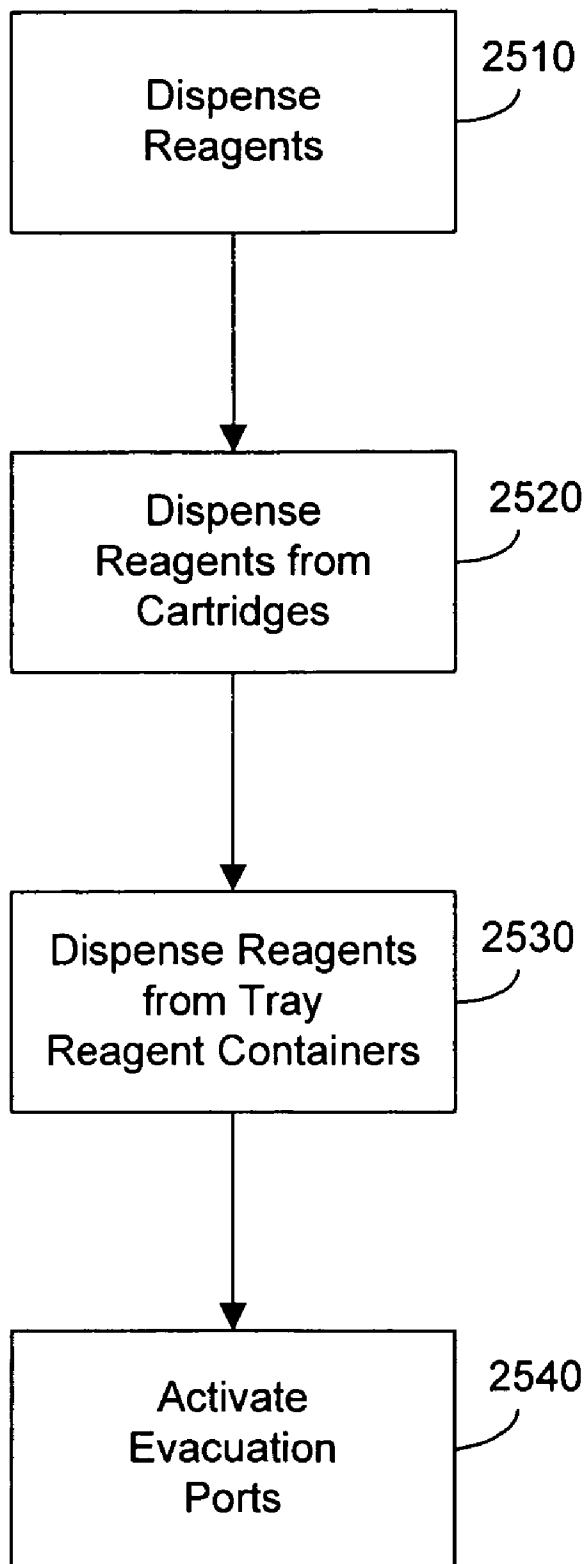 Dispense
Reagents
2510
Dispense
Reagents from
Cartridges
2520
Dispense Reagents
from Tray
Reagent Containers
2530
Activate
Evacuation
Ports
2540